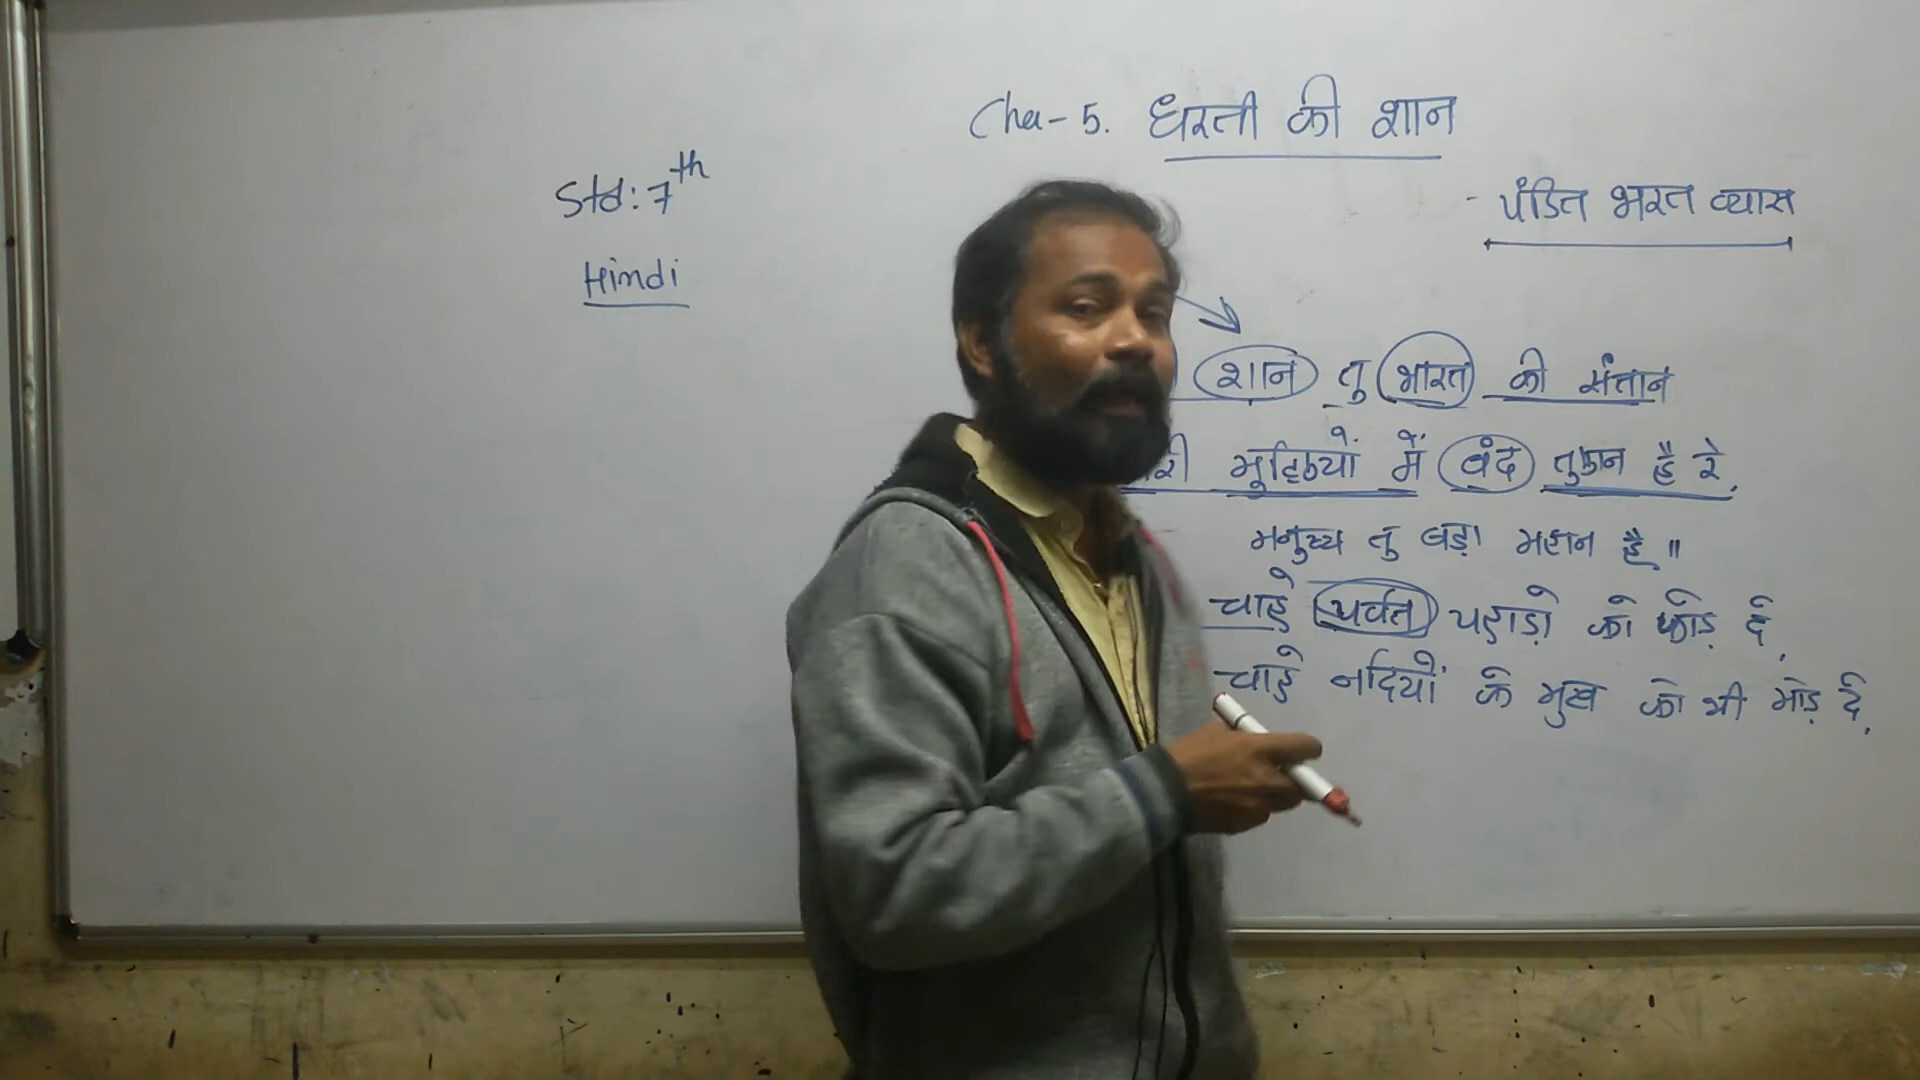 Cha-5. धरती की शान
- पंडित भरत व्यास
Std: 7th
Hindi
शान तु भारत की संतान
मूठ्ठियों में बंद तुफान है रे,
मनुष्य तु बड़ा महान है॥
चाहे पर्वत पहाडो़ को फोड़ दे,
चाहे नदियों के मुख को भी मोड़ दे,